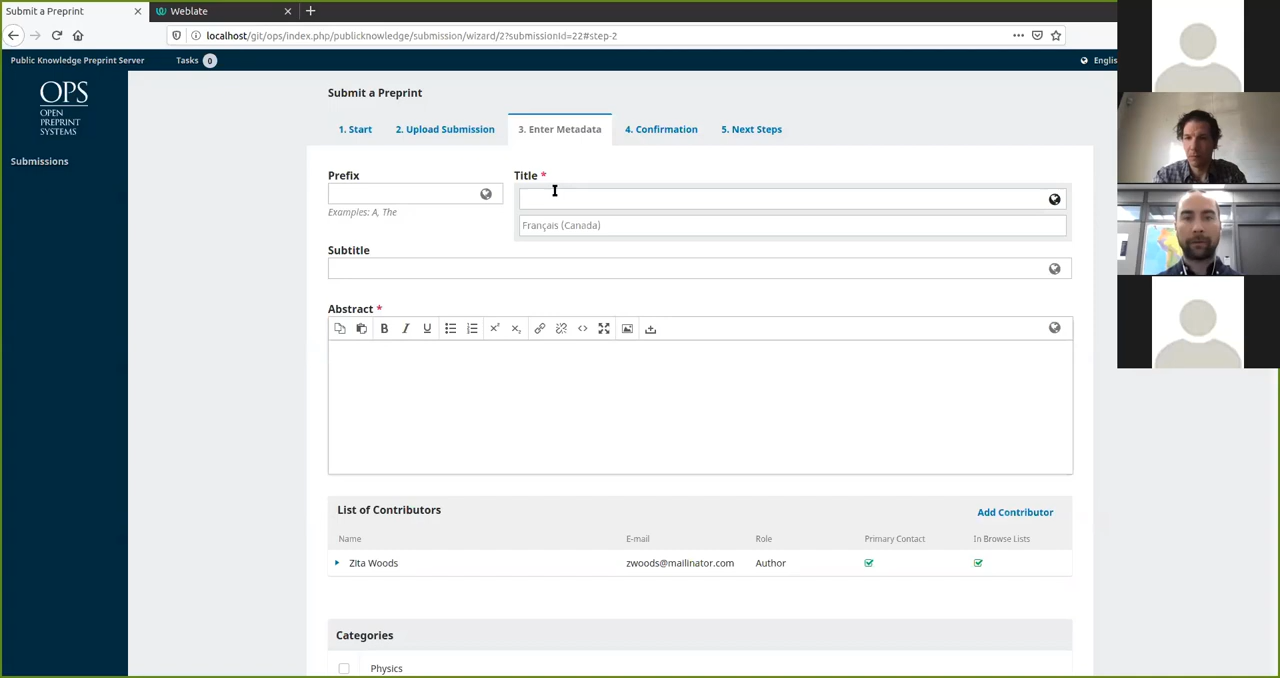 Submit a Preprint
Weblate
localhost/git/ops/index.php/publicknowledge/submission/wizard/2?submissionId=22#step-2
Public Knowledge Preprint Server
Tasks 0
Englis
OPS
OPEN
PREPRINT
SYSTEMS
Submissions
Submit a Preprint
1. Start
2. Upload Submission
3. Enter Metadata
4. Confirmation
5. Next Steps
Prefix
Title *
Examples: A, The
Français (Canada)
Subtitle
Abstract *
List of Contributors
Add Contributor
Name
E-mail
Role
Primary Contact
In Browse Lists
Zita Woods
zwoods@mailinator.com
Author
Categories
Physics